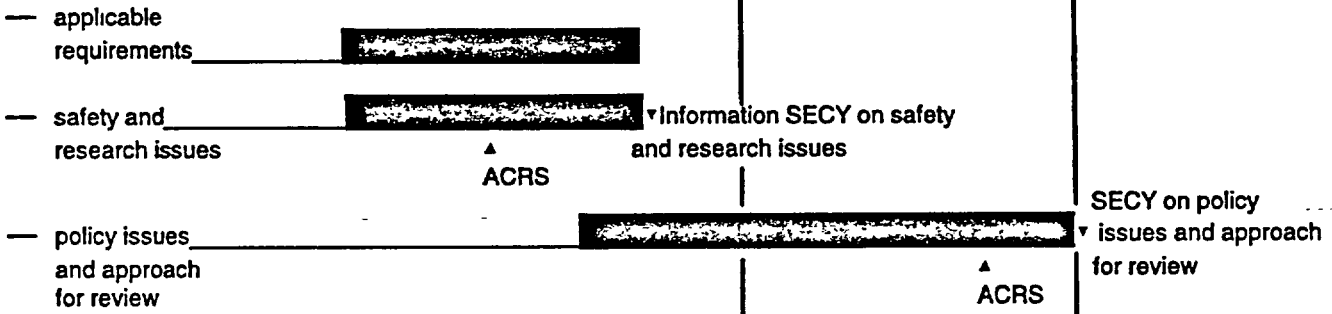 — applicable
requirements
— safety and
research issues
▼Information SECY on safety
and research issues
▲
ACRS
— policy issues
and approach
for review
SECY on policy
▼ issues and approach
for review
▲
ACRS